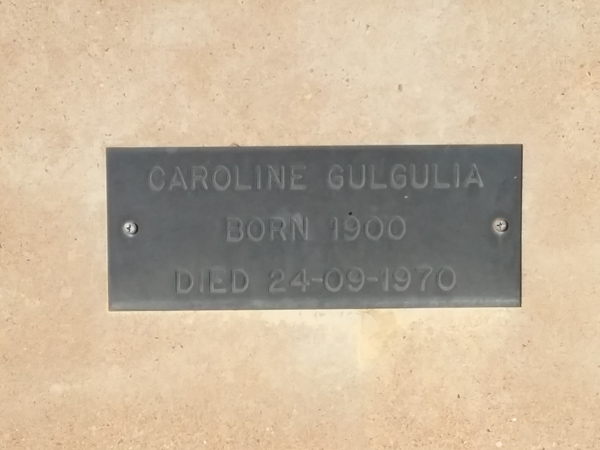 CAROLINE GULGULIA
BORN 1900
DIED 24-09-1970